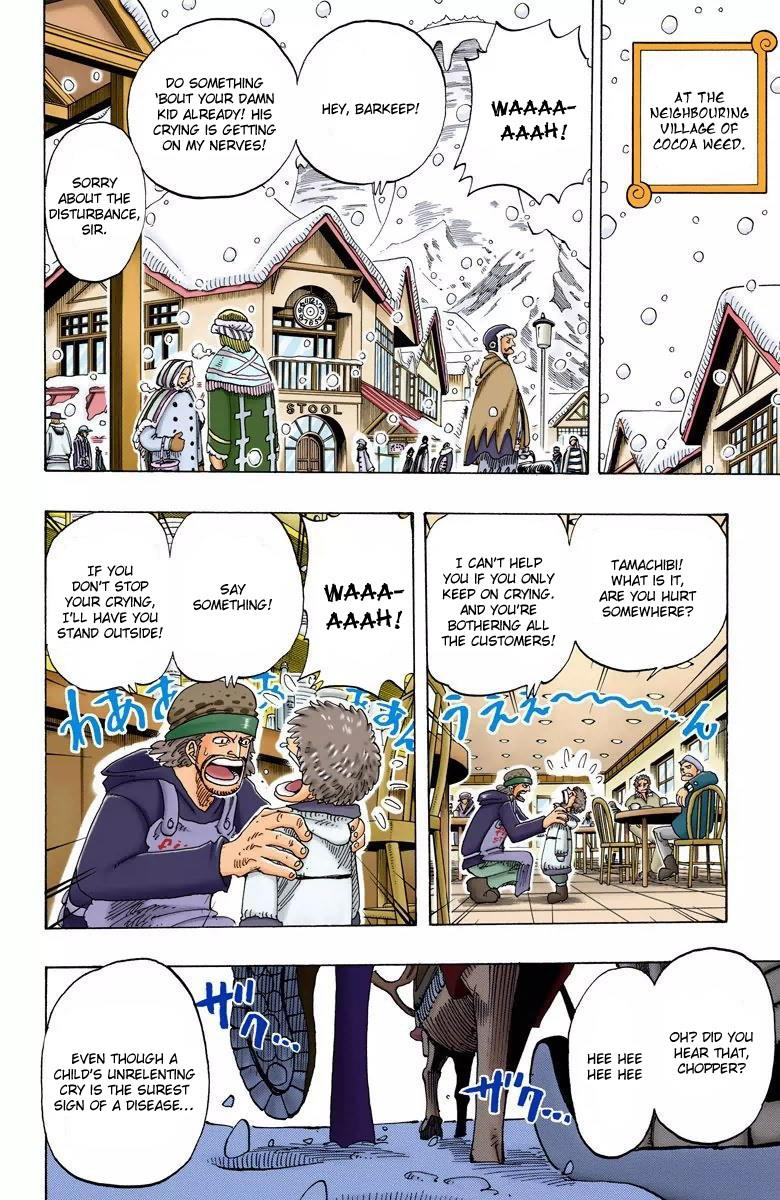 AT THE
NEIGHBOURING
VILLAGE OF
COCOA WEED.
WAAAA-
AAAH!
HEY, BARKEEP!
DO SOMETHING
'BOUT YOUR DAMN
KID ALREADY! HIS
CRYING IS GETTING
ON MY NERVES!
SORRY
ABOUT THE
DISTURBANCE,
SIR.
STOOL
TAMACHIBI!
WHAT IS IT,
ARE YOU HURT
SOMEWHERE?
I CAN'T HELP
YOU IF YOU ONLY
KEEP ON CRYING.
AND YOU'RE
BOTHERING ALL
THE CUSTOMERS!
うえぇ〜〜〜…ん
WAAA-
AAAH!
SAY
SOMETHING!
IF YOU
DON'T STOP
YOUR CRYING,
I'LL HAVE YOU
STAND OUTSIDE!
OH? DID YOU
HEAR THAT,
CHOPPER?
HEE HEE
HEE HEE
ザク…
ザク…
EVEN THOUGH A
CHILD'S UNRELENTING
CRY IS THE SUREST
SIGN OF A DISEASE...